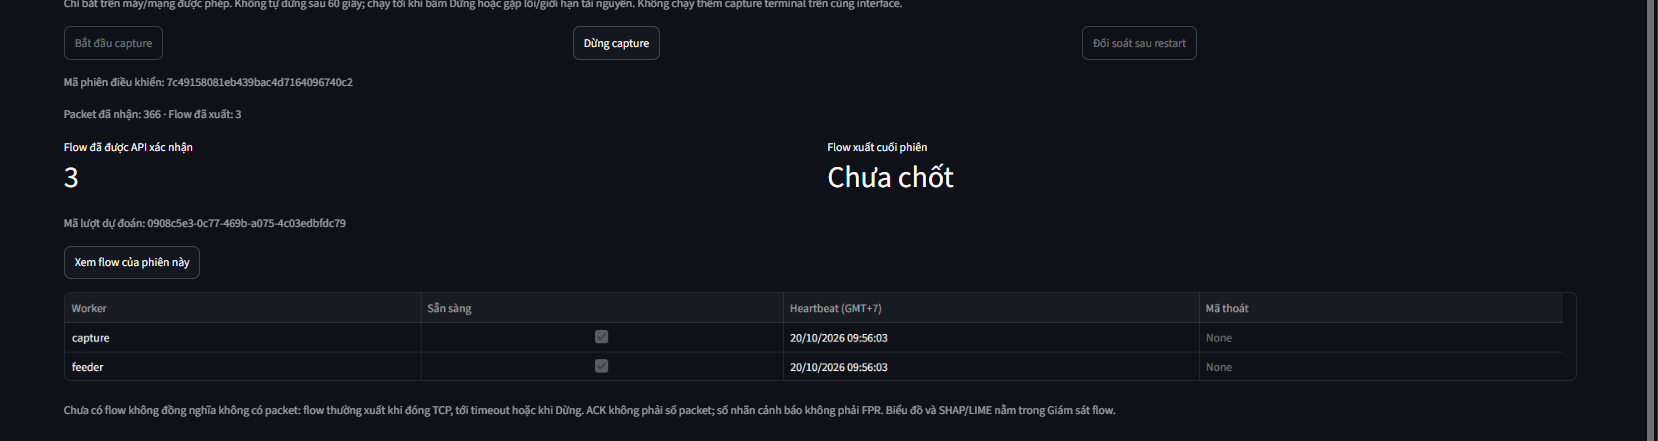 Chỉ bắt trên máy/mạng được phép. Không tự dừng sau 60 giây; chạy tới khi bấm Dừng hoặc gặp lỗi/giới hạn tài nguyên. Không chạy thêm capture terminal trên cùng interface.
Bắt đầu capture
Dừng capture
Đối soát sau restart
Mã phiên điều khiển: 7c49158081eb439bac4d7164096740c2
Packet đã nhận: 366 · Flow đã xuất: 3
Flow đã được API xác nhận
Flow xuất cuối phiên
3
Chưa chốt
Mã lượt dự đoán: 0908c5e3-0c77-469b-a075-4c03edbfdc79
Xem flow của phiên này
Worker Sẵn sàng Heartbeat (GMT+7) Mã thoát
capture 20/10/2026 09:56:03 None
feeder 20/10/2026 09:56:03 None
Chưa có flow không đồng nghĩa không có packet: flow thường xuất khi đóng TCP, tới timeout hoặc khi Dừng. ACK không phải số packet; số nhãn cảnh báo không phải FPR. Biểu đồ và SHAP/LIME nằm trong Giám sát flow.